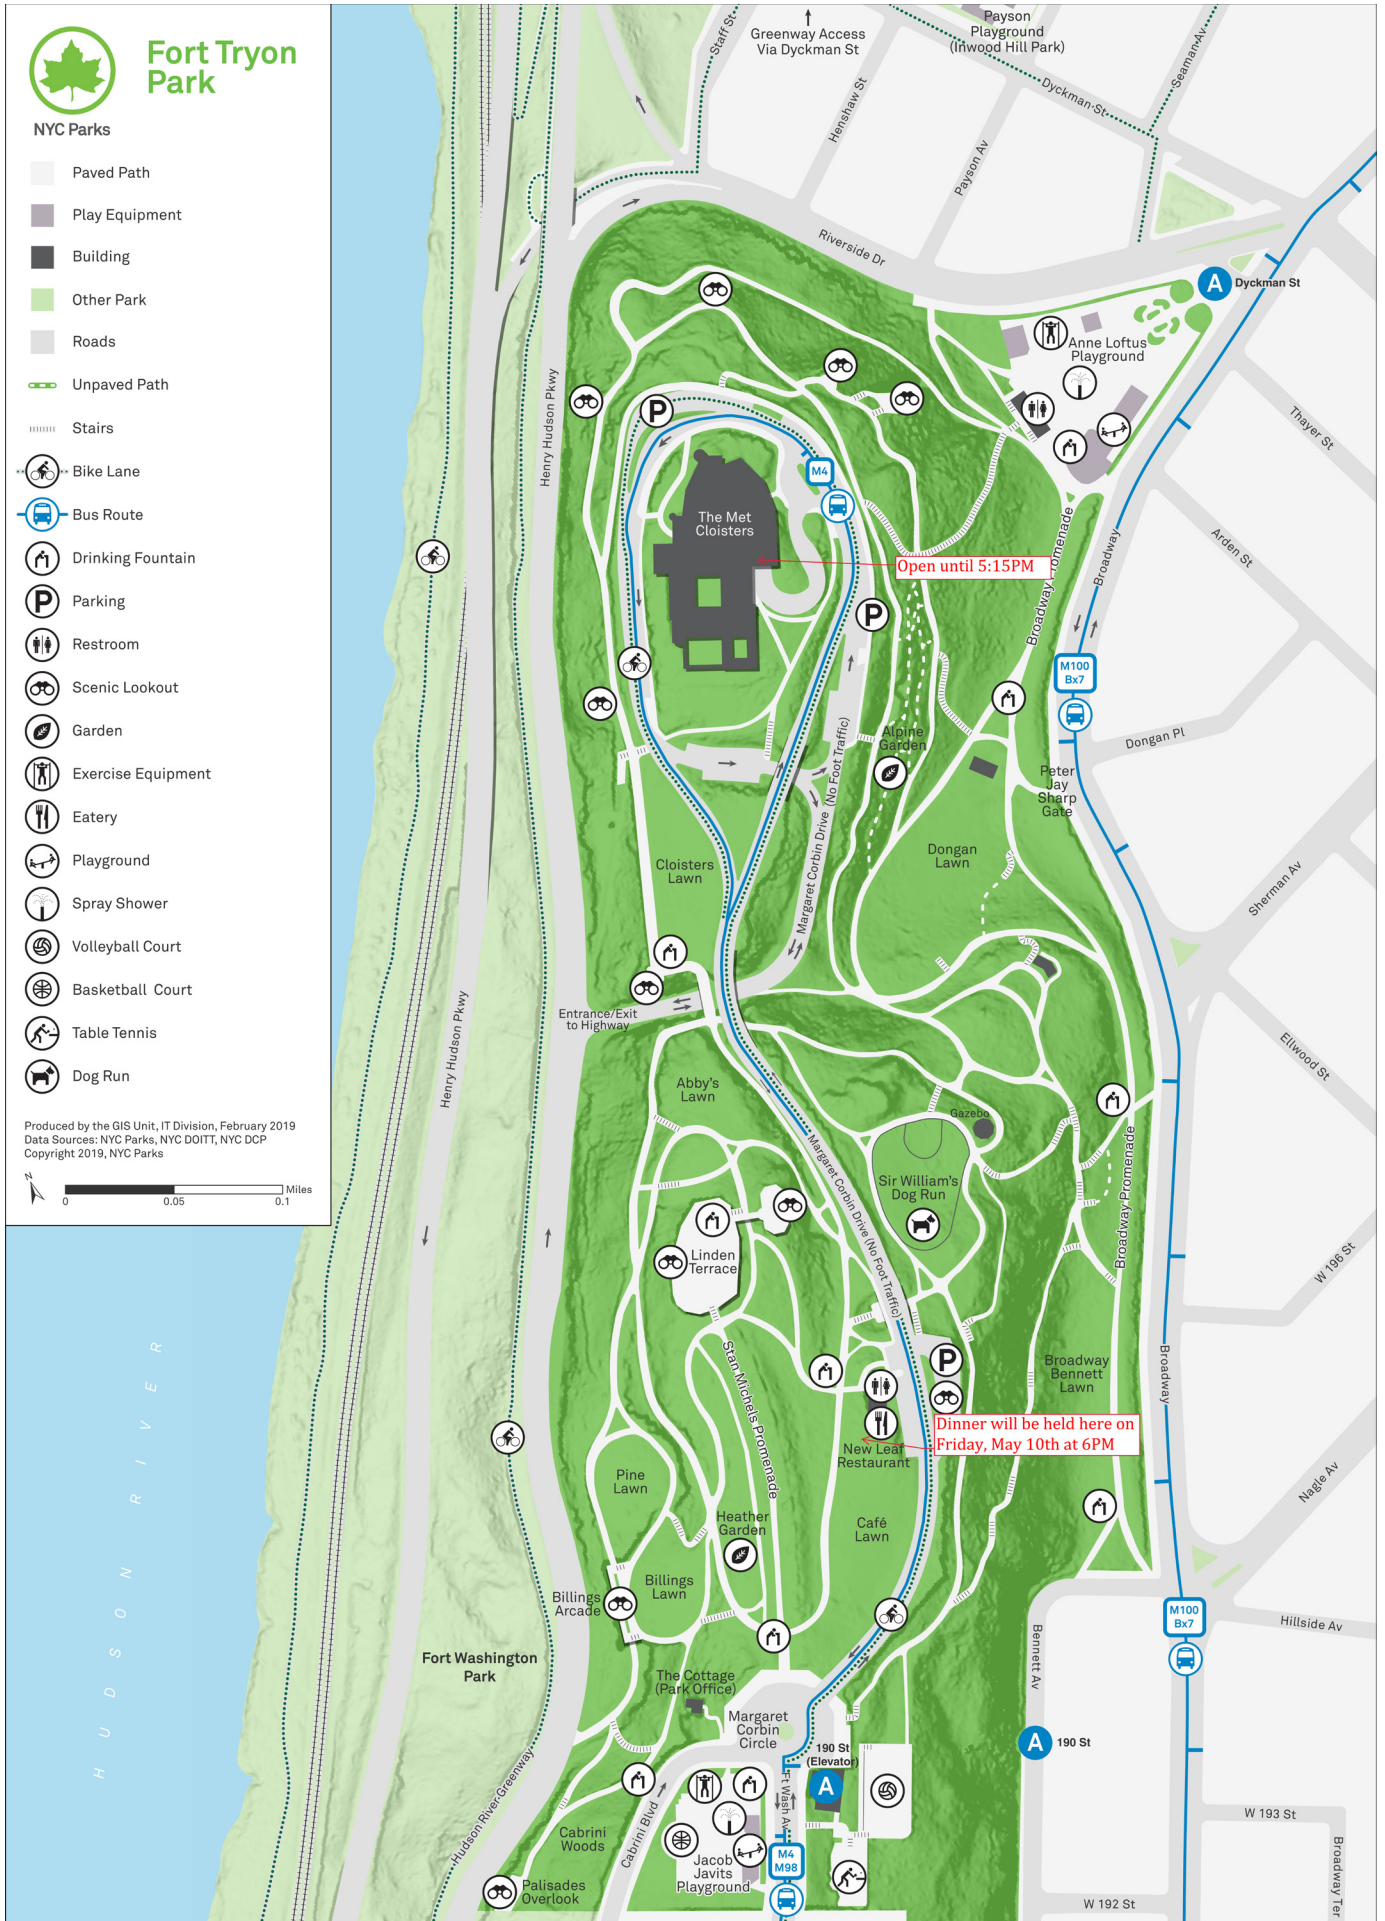 Fort Tryon
Park
NYC Parks
Paved Path
Play Equipment
Building
Other Park
Roads
Unpaved Path
Stairs
Bike Lane
Bus Route
Drinking Fountain
P
Parking
Restroom
Scenic Lookout
Garden
Exercise Equipment
Eatery
Playground
Spray Shower
Volleyball Court
Basketball Court
Table Tennis
Dog Run
Produced by the GIS Unit, IT Division, February 2019
Data Sources: NYC Parks, NYC DOITT, NYC DCP
Copyright 2019, NYC Parks
N
0
0.05
0.1
Miles
Staff St
Greenway Access
Via Dyckman St
Payson
Playground
(Inwood Hill Park)
Seaman Av
Dyckman St
Henshaw St
Payson Av
Riverside Dr
A
Dyckman St
Anne Loftus
Playground
Henry Hudson Pkwy
P
M4
The Met
Cloisters
Open until 5:15PM
Broadway Promenade
Broadway
Thayer St
Arden St
P
M100
Bx7
Dongan Pl
Alpine
Garden
Margaret Corbin Drive (No Foot Traffic)
Peter
Jay
Sharp
Gate
Dongan
Lawn
Cloisters
Lawn
Sherman Av
Entrance/Exit
to Highway
Henry Hudson Pkwy
Ellwood St
Abby's
Lawn
Gazebo
Margaret Corbin Drive (No Foot Traffic)
Sir William's
Dog Run
Broadway Promenade
Linden
Terrace
W 196 St
Stan Michels Promenade
P
Broadway
Bennett
Lawn
Broadway
Dinner will be held here on
Friday, May 10th at 6PM
New Leaf
Restaurant
Pine
Lawn
Nagle Av
Heather
Garden
Café
Lawn
Billings
Arcade
Billings
Lawn
HUDSON RIVER
M100
Bx7
Hillside Av
Fort Washington
Park
Bennett Av
The Cottage
(Park Office)
Margaret
Corbin
Circle
190 St
(Elevator)
A
A
190 St
Ft Wash Av
Hudson River Greenway
Cabrini Blvd
Cabrini
Woods
W 193 St
Jacob
Javits
Playground
M4
M98
Palisades
Overlook
Broadway Ter
W 192 St